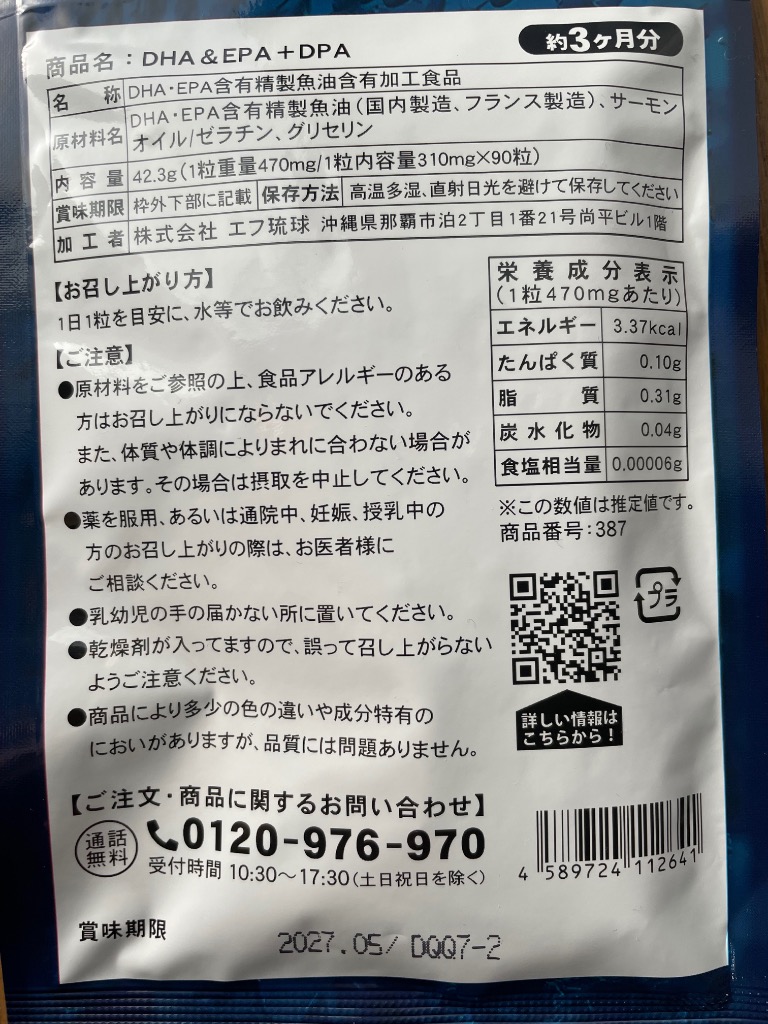 商品名：DHA＆EPA＋DPA
約3ヶ月分
名称 DHA・EPA含有精製魚油含有加工食品
原材料名 DHA・EPA含有精製魚油(国内製造、フランス製造)、サーモン
オイル/ゼラチン、グリセリン
内容量 42.3g(1粒重量470mg/1粒内容量310mg×90粒)
賞味期限 枠外下部に記載 保存方法 高温多湿、直射日光を避けて保存してください
加工者 株式会社 エフ琉球 沖縄県那覇市泊2丁目1番21号尚平ビル1階
【お召し上がり方】
1日1粒を目安に、水等でお飲みください。
【ご注意】
●原材料をご参照の上、食品アレルギーのある
方はお召し上がりにならないでください。
また、体質や体調によりまれに合わない場合が
あります。その場合は摂取を中止してください。
●薬を服用、あるいは通院中、妊娠、授乳中の
方のお召し上がりの際は、お医者様に
ご相談ください。
●乳幼児の手の届かない所に置いてください。
●乾燥剤が入ってますので、誤って召し上がらない
ようご注意ください。
●商品により多少の色の違いや成分特有の
においがありますが、品質には問題ありません。
栄養成分表示
(1粒470mgあたり)
エネルギー 3.37kcal
たんぱく質 0.10g
脂質 0.31g
炭水化物 0.04g
食塩相当量 0.00006g
※この数値は推定値です。
商品番号:387
プラ
詳しい情報は
こちらから！
【ご注文・商品に関するお問い合わせ】
通話
無料
0120-976-970
受付時間 10:30～17:30(土日祝日を除く)
4 589724 112641
賞味期限
2027.05/ DQQ7-2